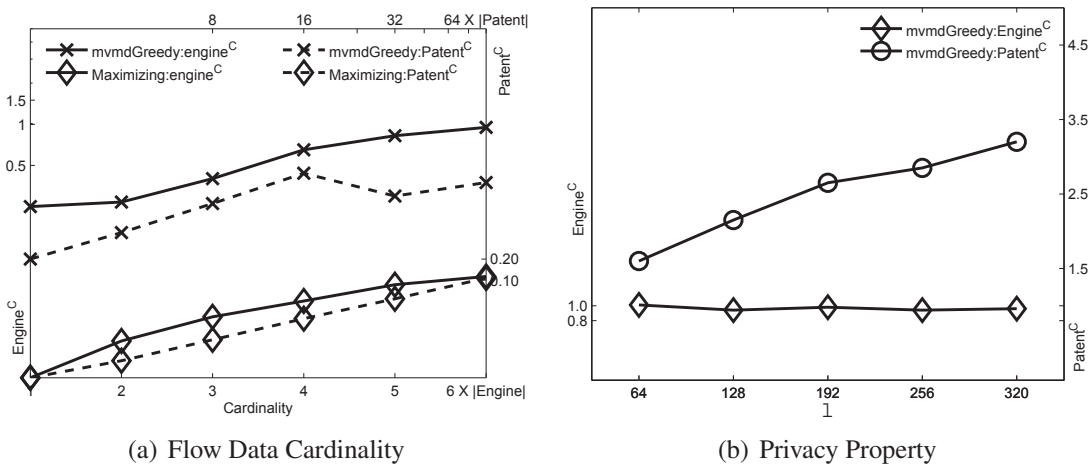 8 16 32 64 X |Patent|
mvmdGreedy:engine^C mvmdGreedy:Patent^C
Maximizing:engine^C Maximizing:Patent^C
Patent^C
1.5
1
0.5
0.20
0.10
Engine^C
2 3 4 5 6 X |Engine|
Cardinality
(a) Flow Data Cardinality
mvmdGreedy:Engine^C
mvmdGreedy:Patent^C
4.5
3.5
2.5
1.5
Engine^C
1.0
0.8
Patent^C
64 128 192 256 320
l
(b) Privacy Property